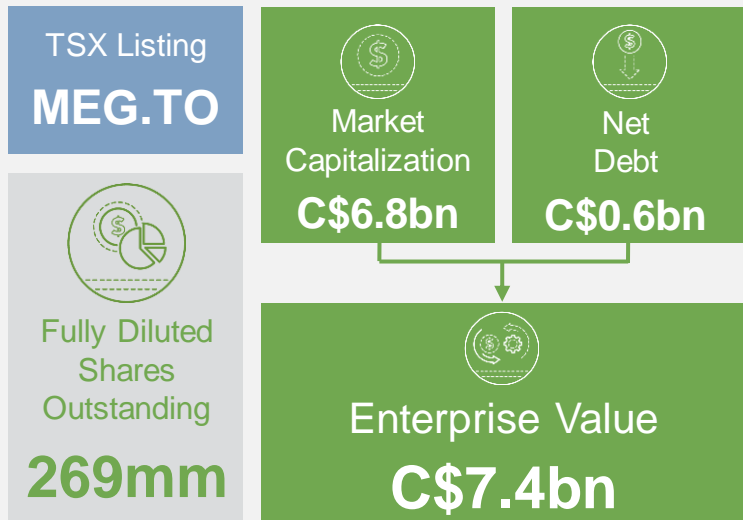 TSX Listing
MEG.TO
Market
Capitalization
C$6.8bn
Net
Debt
C$0.6bn
Fully Diluted
Shares
Outstanding
269mm
Enterprise Value
C$7.4bn